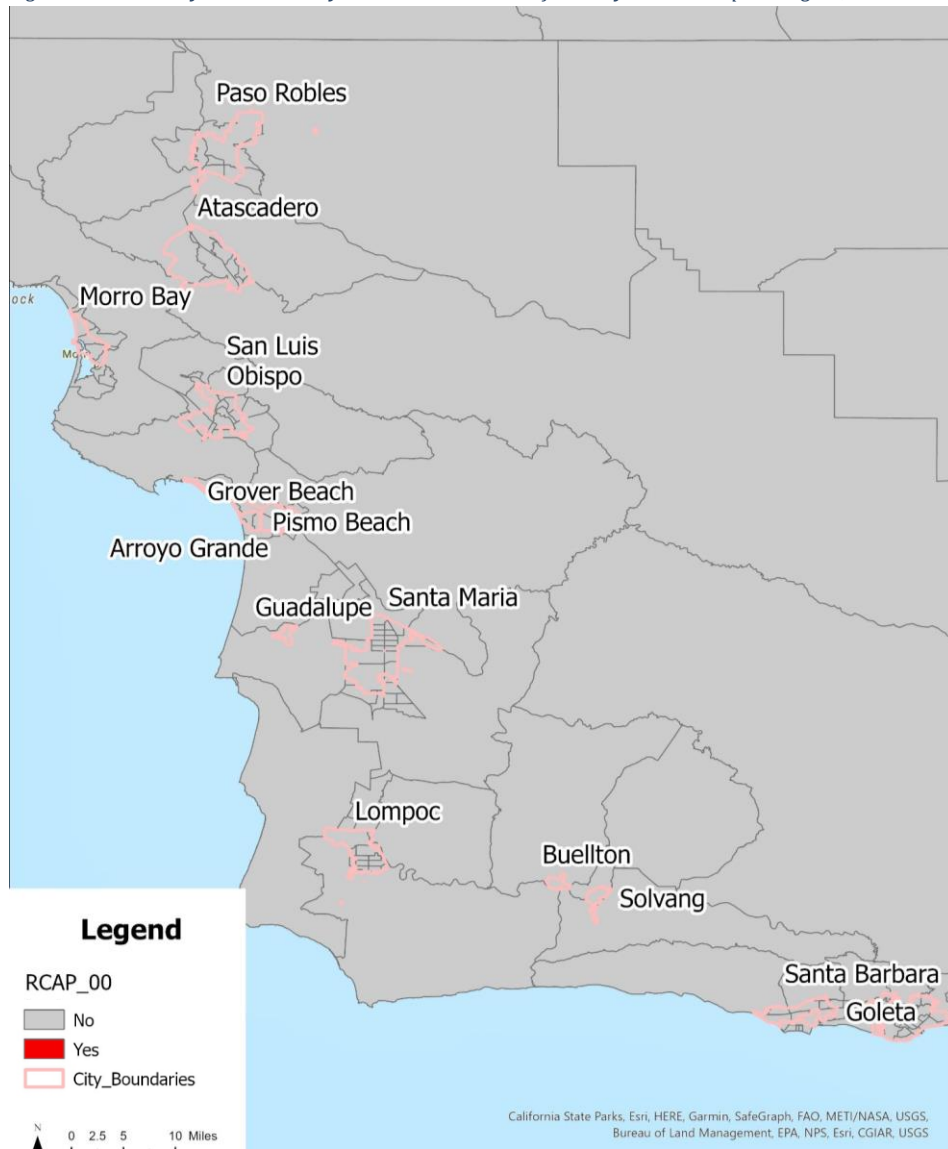 Paso Robles
Atascadero
ock
Morro Bay
San Luis
Obispo
Grover Beach
Pismo Beach
Arroyo Grande
Guadalupe
Santa Maria
Lompoc
Buellton
Solvang
Santa Barbara
Goleta
Legend
RCAP_00
No
Yes
City_Boundaries
N
0 2.5 5 10 Miles
California State Parks, Esri, HERE, Garmin, SafeGraph, FAO, METI/NASA, USGS,
Bureau of Land Management, EPA, NPS, Esri, CGIAR, USGS